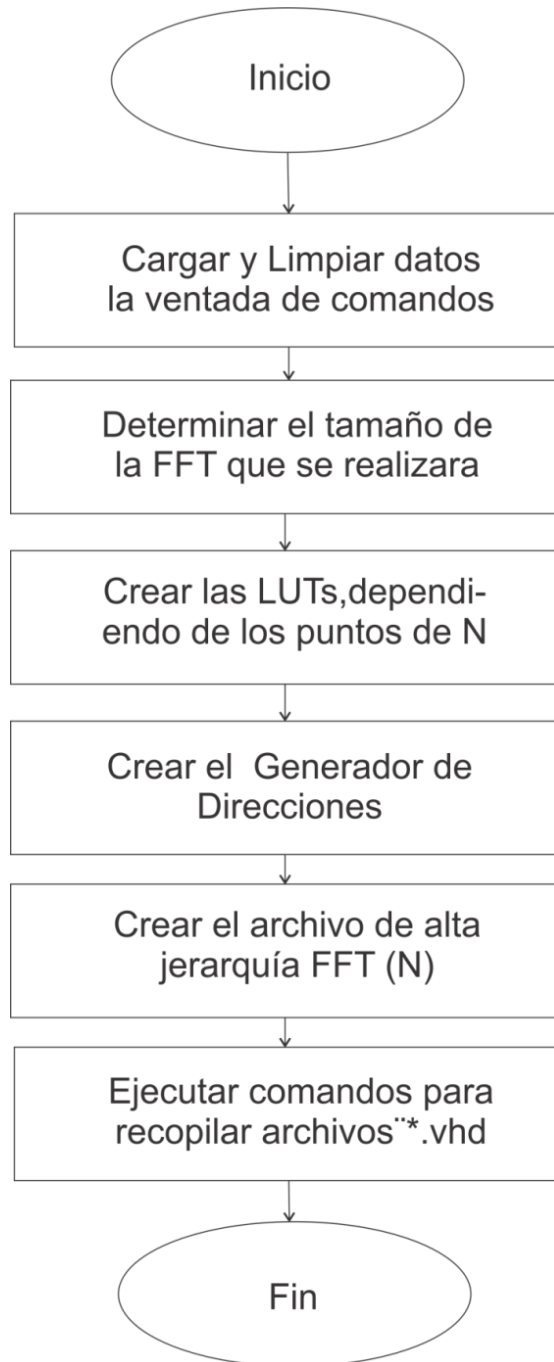 Inicio
Cargar y Limpiar datos
la ventada de comandos
Determinar el tamaño de
la FFT que se realizara
Crear las LUTs,dependi-
endo de los puntos de N
Crear el Generador de
Direcciones
Crear el archivo de alta
jerarquía FFT (N)
Ejecutar comandos para
recopilar archivos¨*.vhd
Fin